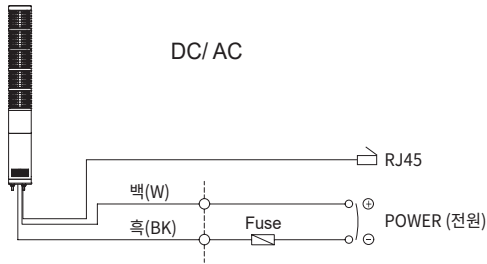 DC/ AC
RJ45
백(W)
⊕
흑(BK)
Fuse
POWER (전원)
⊖